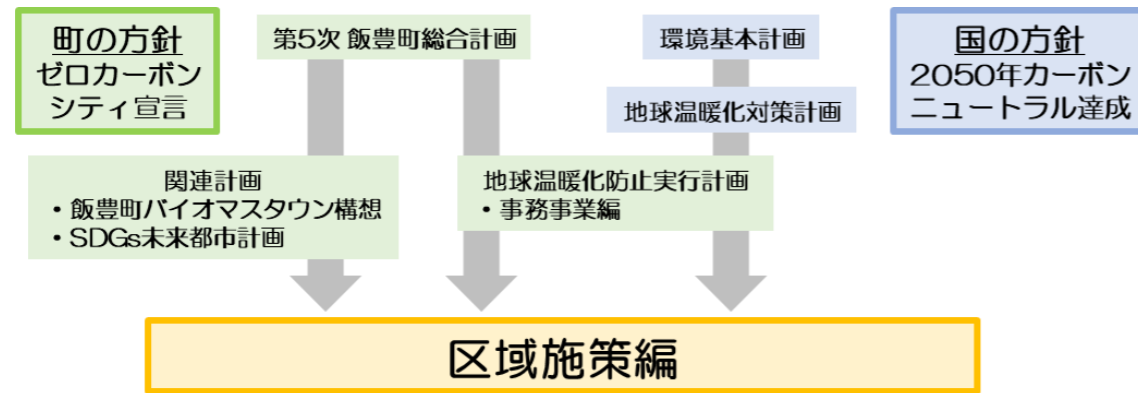 町の方針
ゼロカーボン
シティ宣言
第5次 飯豊町総合計画
環境基本計画
国の方針
2050年カーボン
ニュートラル達成
地球温暖化対策計画
関連計画
・飯豊町バイオマスタウン構想
・SDGs未来都市計画
地球温暖化防止実行計画
・事務事業編
区域施策編